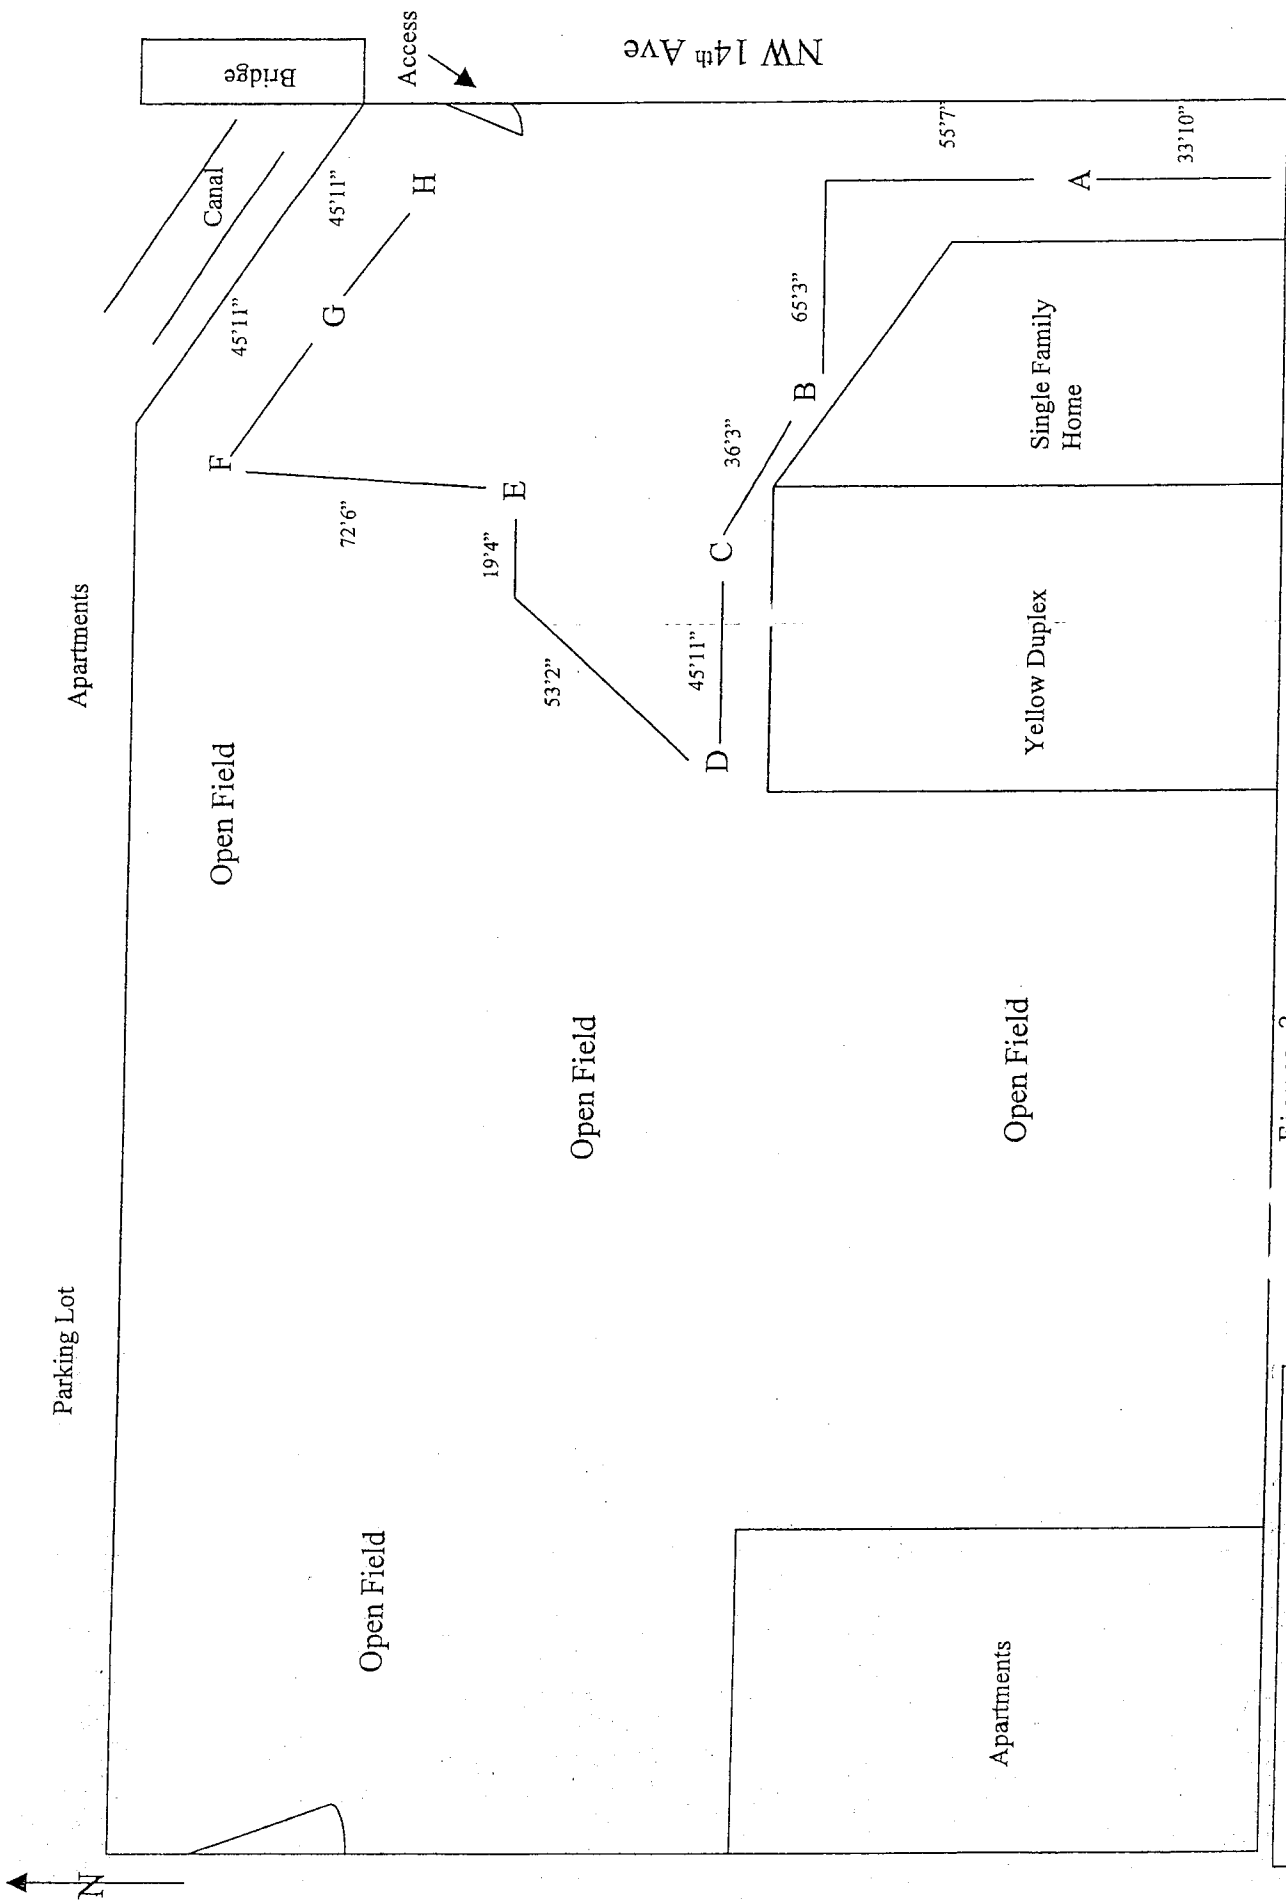 NW 14th Ave
Bridge
Access
Canal
45'11"
45'11"
H
G
F
Apartments
72'6"
E
19'4"
53'2"
Open Field
D
45'11"
C
36'3"
B
65'3"
A
55'7"
33'10"
Single Family
Home
Yellow Duplex
Parking Lot
Open Field
Open Field
Open Field
Apartments
N